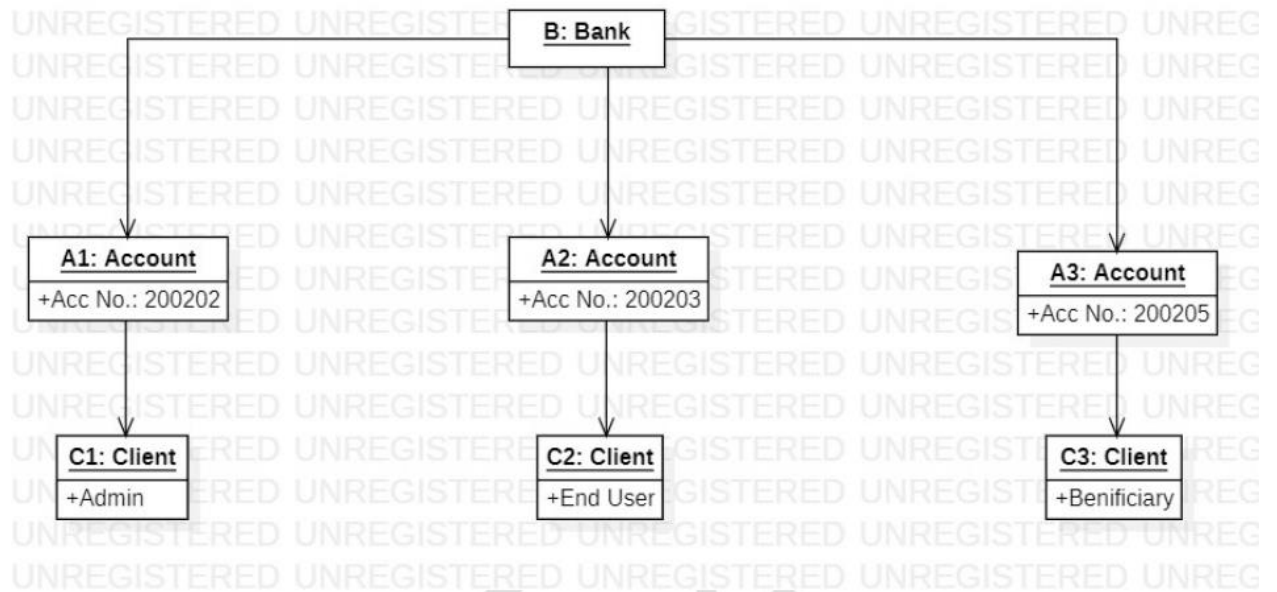 B: Bank
A1: Account
+Acc No.: 200202
A2: Account
+Acc No.: 200203
A3: Account
+Acc No.: 200205
C1: Client
+Admin
C2: Client
+End User
C3: Client
+Benificiary
UNREGISTERED UNREGISTERED UNREGISTERED UNREGISTERED UNREG